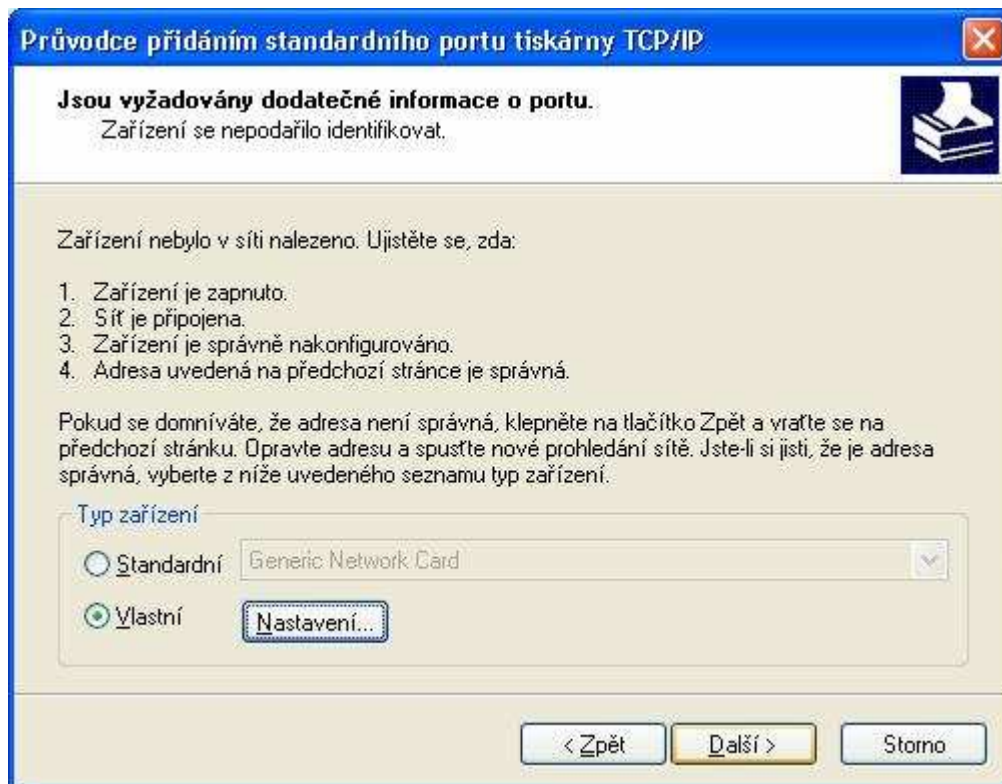 Průvodce přidáním standardního portu tiskárny TCP/IP
Jsou vyžadovány dodatečné informace o portu.
Zařízení se nepodařilo identifikovat.
Zařízení nebylo v síti nalezeno. Ujistěte se, zda:
1. Zařízení je zapnuto.
2. Síť je připojena.
3. Zařízení je správně nakonfigurováno.
4. Adresa uvedená na předchozí stránce je správná.
Pokud se domníváte, že adresa není správná, klepněte na tlačítko Zpět a vraťte se na
předchozí stránku. Opravte adresu a spusťte nové prohledání sítě. Jste-li si jisti, že je adresa
správná, vyberte z níže uvedeného seznamu typ zařízení.
Typ zařízení
Standardní Generic Network Card
Vlastní Nastavení...
< Zpět Další > Storno